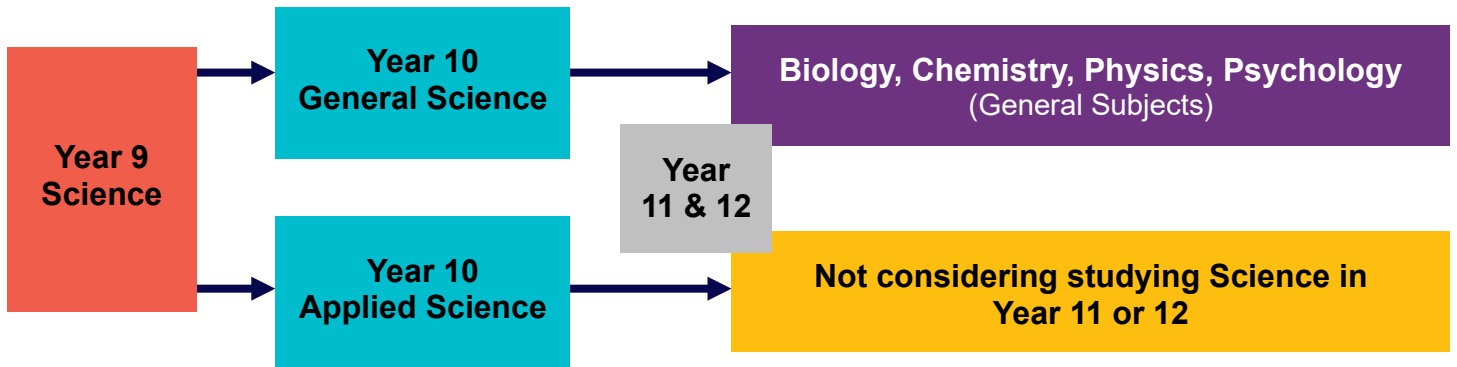 Year 9
Science
Year 10
General Science
Biology, Chemistry, Physics, Psychology
(General Subjects)
Year
11 & 12
Year 10
Applied Science
Not considering studying Science in
Year 11 or 12